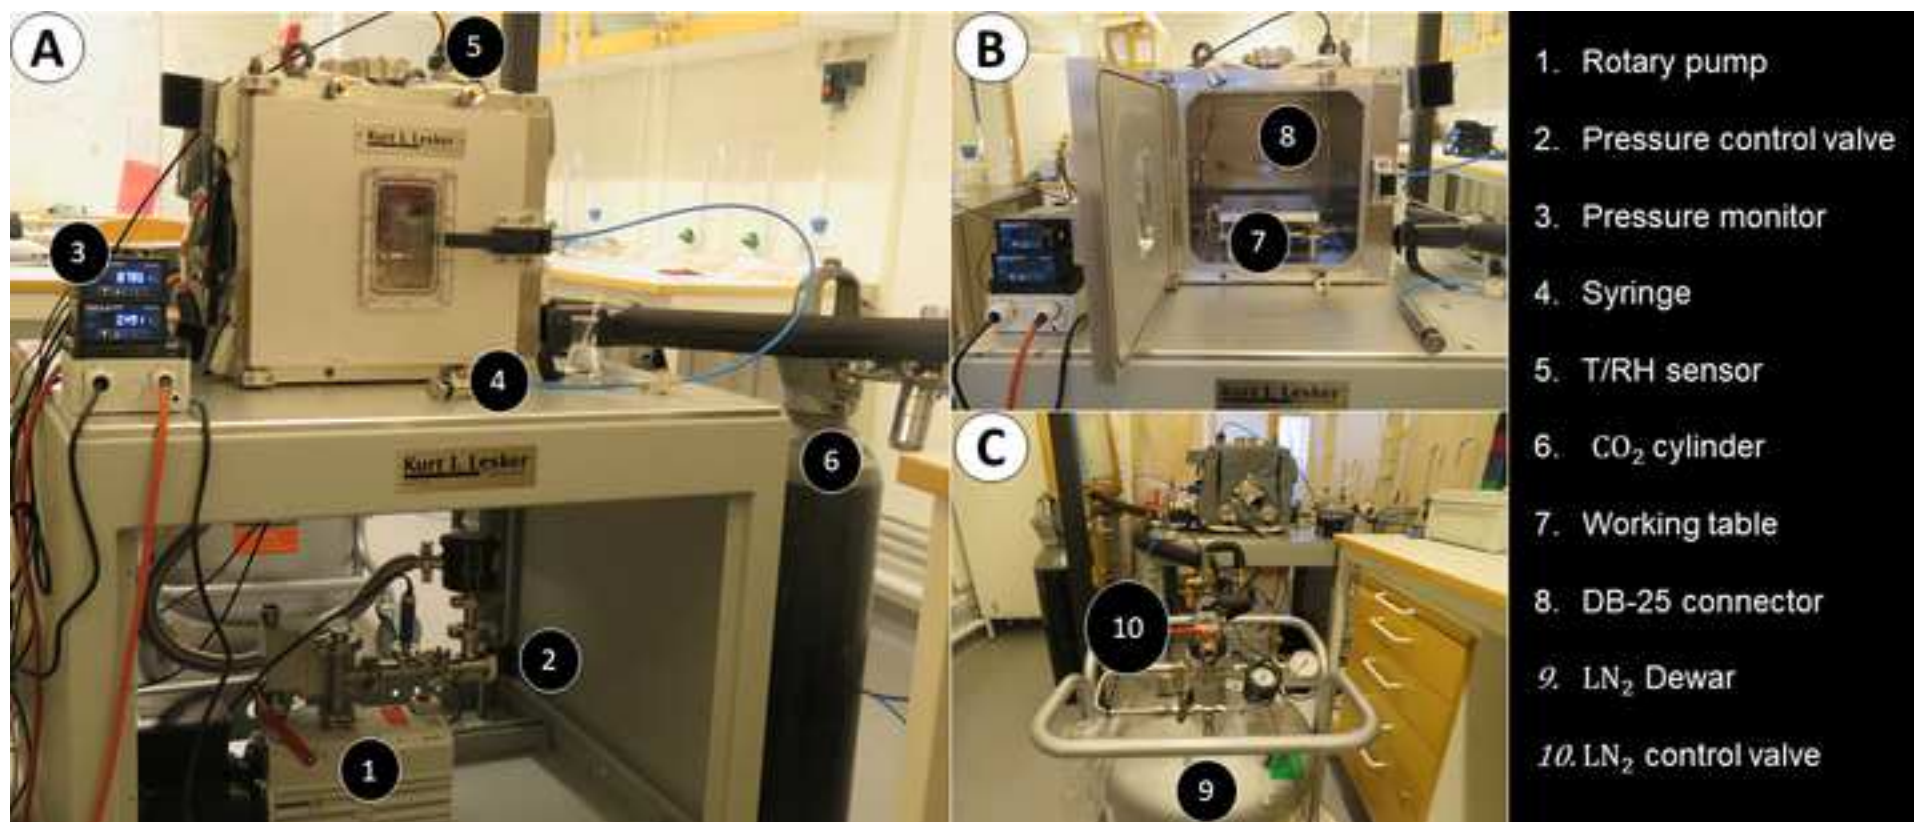 A
5
Kurt J. Lesker
3
4
6
Kurt J. Lesker
2
1
B
8
7
Kurt J. Lesker
C
10
9
1. Rotary pump
2. Pressure control valve
3. Pressure monitor
4. Syringe
5. T/RH sensor
6. CO₂ cylinder
7. Working table
8. DB-25 connector
9. LN₂ Dewar
10. LN₂ control valve